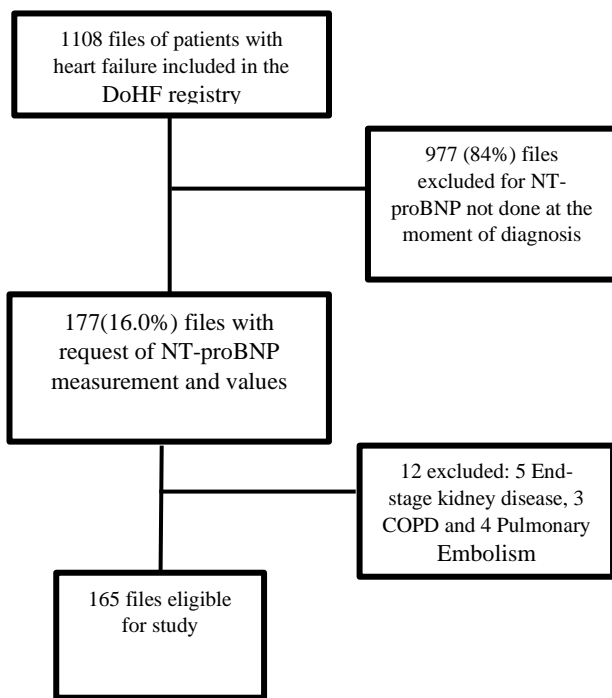 1108 files of patients with
heart failure included in the
DoHF registry
977 (84%) files
excluded for NT-
proBNP not done at the
moment of diagnosis
177(16.0%) files with
request of NT-proBNP
measurement and values
12 excluded: 5 End-
stage kidney disease, 3
COPD and 4 Pulmonary
Embolism
165 files eligible
for study